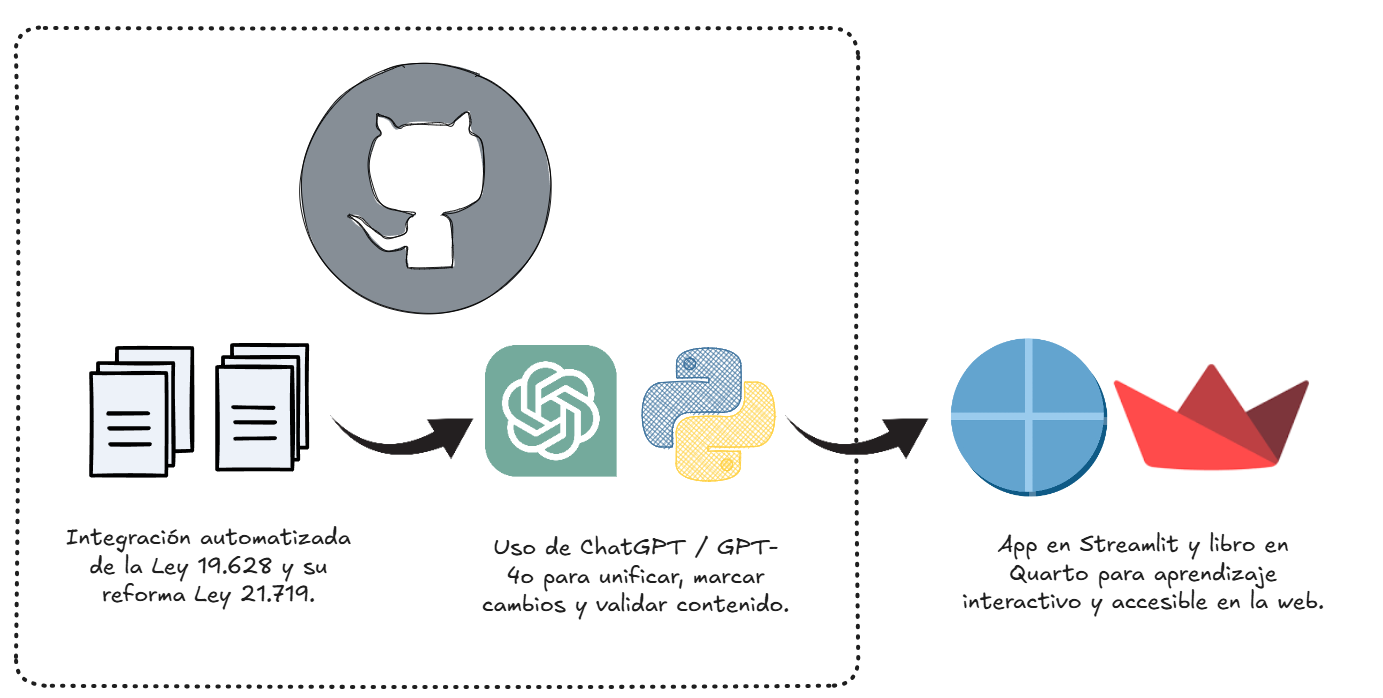 Integración automatizada
de la Ley 19.628 y su
reforma Ley 21.719.
Uso de ChatGPT / GPT-
4o para unificar, marcar
cambios y validar contenido.
App en Streamlit y libro en
Quarto para aprendizaje
interactivo y accesible en la web.